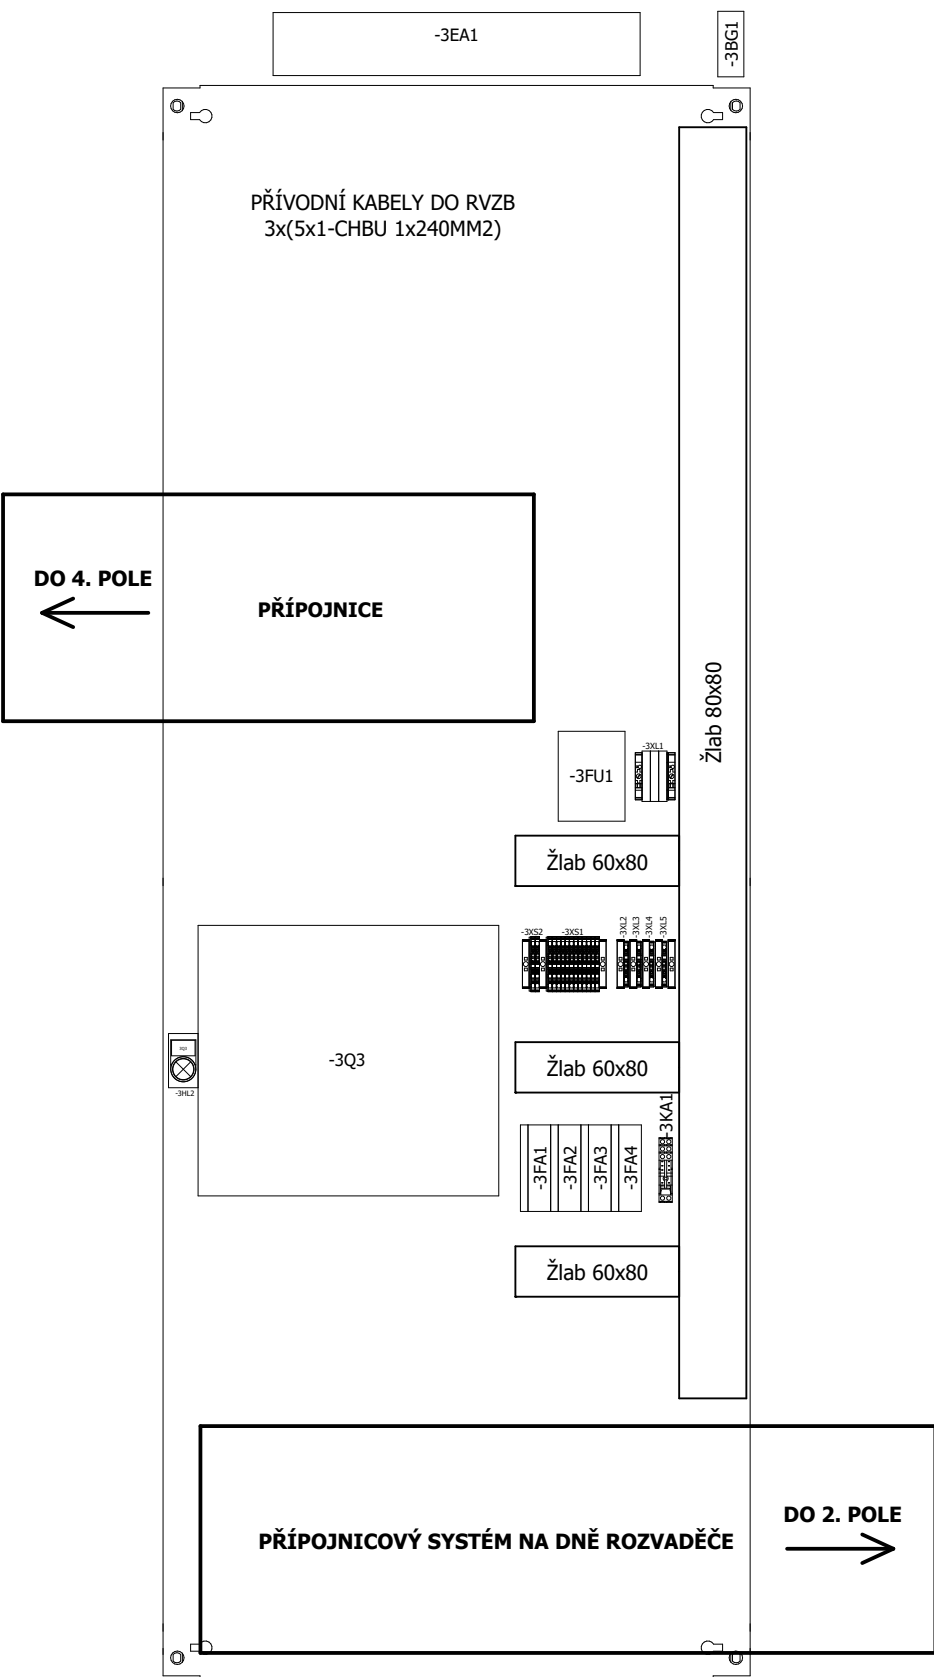 -3EA1
-3BG1
PŘÍVODNÍ KABELY DO RVZB
3x(5x1-CHBU 1x240MM2)
DO 4. POLE
PŘÍPOJNICE
Žlab 80x80
-3XL1
-3FU1
Žlab 60x80
-3XS2
-3XS1
-3XL2
-3XL3
-3XL4
-3XL5
-3Q3
3Q3
-3HL2
Žlab 60x80
-3KA1
-3FA1
-3FA2
-3FA3
-3FA4
Žlab 60x80
DO 2. POLE
PŘÍPOJNICOVÝ SYSTÉM NA DNĚ ROZVADĚČE